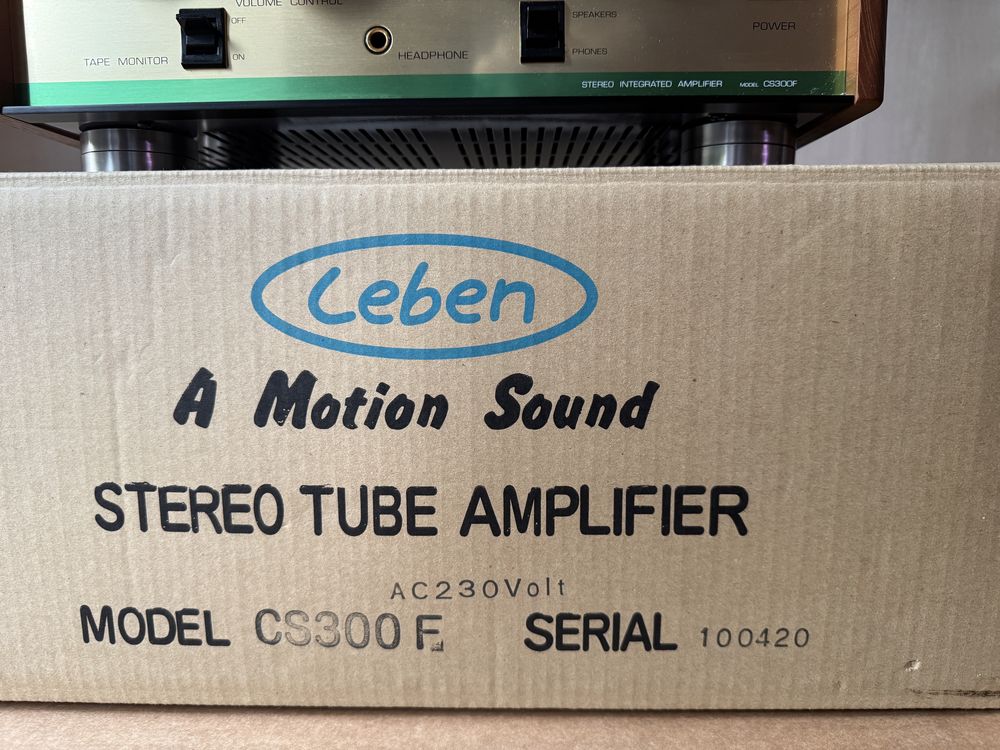 VOLUME CONTROL
OFF
ON
TAPE MONITOR
HEADPHONE
SPEAKERS
PHONES
POWER
STEREO INTEGRATED AMPLIFIER MODEL CS300F
Leben
A Motion Sound
STEREO TUBE AMPLIFIER
AC230Volt
MODEL CS300F SERIAL 100420